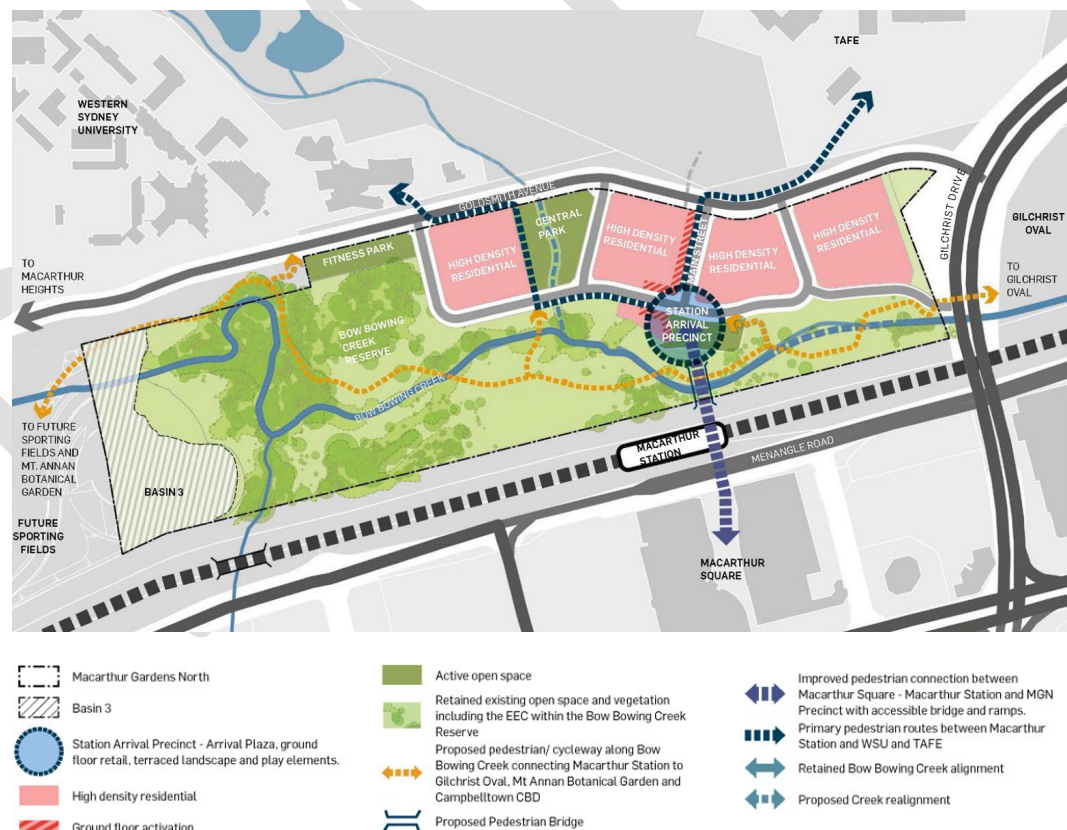 TAFE
WESTERN
SYDNEY
UNIVERSITY
GOLDSMITH AVENUE
GILCHRIST DRIVE
GILCHRIST
OVAL
CENTRAL
PARK
FITNESS PARK
HIGH DENSITY
RESIDENTIAL
HIGH DENSITY
RESIDENTIAL
MAIN STREET
HIGH DENSITY
RESIDENTIAL
HIGH DENSITY
RESIDENTIAL
TO
MACARTHUR
HEIGHTS
TO
GILCHRIST
OVAL
STATION
ARRIVAL
PRECINCT
BOW BOWING
CREEK
RESERVE
BOW BOWING CREEK
TO FUTURE
SPORTING
FIELDS AND
MT. ANNAN
BOTANICAL
GARDEN
MACARTHUR
STATION
MENANGLE ROAD
BASIN 3
FUTURE
SPORTING
FIELDS
MACARTHUR
SQUARE
Macarthur Gardens North
Basin 3
Station Arrival Precinct - Arrival Plaza, ground
floor retail, terraced landscape and play elements.
High density residential
Ground floor activation
Active open space
Retained existing open space and vegetation
including the EEC within the Bow Bowing Creek
Reserve
Proposed pedestrian/ cycleway along Bow
Bowing Creek connecting Macarthur Station to
Gilchrist Oval, Mt Annan Botanical Garden and
Campbelltown CBD
Proposed Pedestrian Bridge
Improved pedestrian connection between
Macarthur Square - Macarthur Station and MGN
Precinct with accessible bridge and ramps.
Primary pedestrian routes between Macarthur
Station and WSU and TAFE
Retained Bow Bowing Creek alignment
Proposed Creek realignment